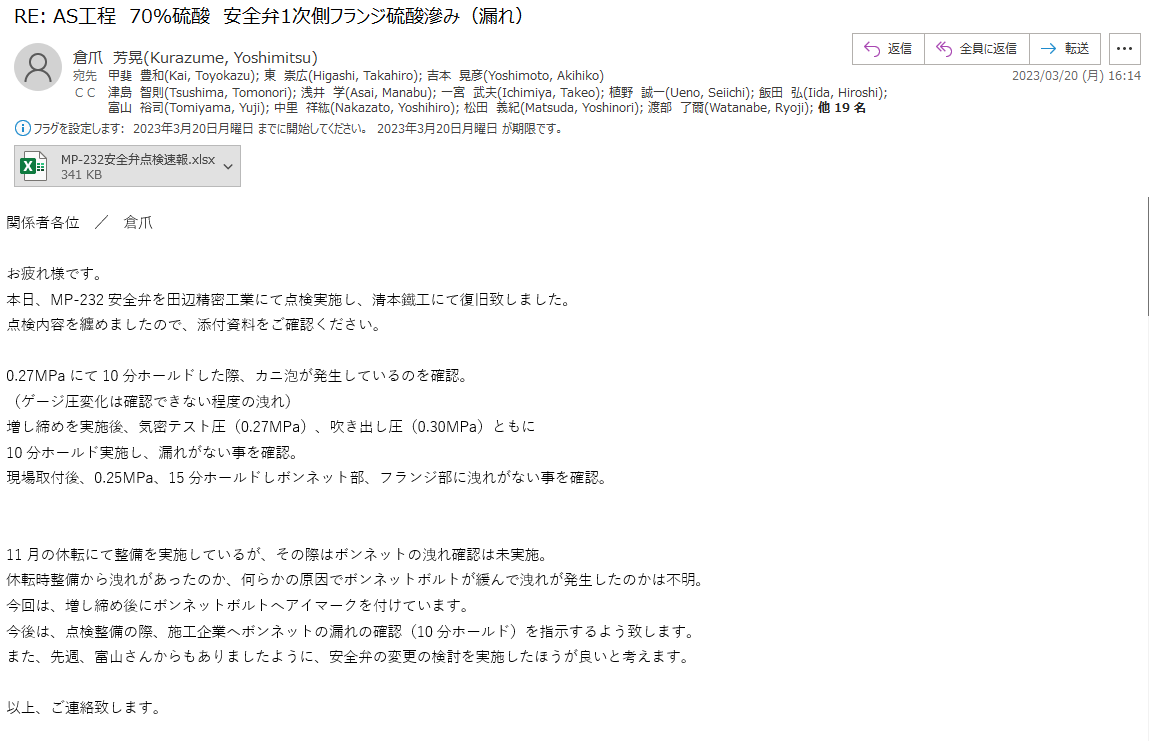 RE: AS工程　70%硫酸　安全弁1次側フランジ硫酸滲み（漏れ）
倉爪　芳晃(Kurazume, Yoshimitsu)
返信　全員に返信　転送　…
宛先　甲斐　豊和(Kai, Toyokazu); 東　崇広(Higashi, Takahiro); 吉本　晃彦(Yoshimoto, Akihiko)
2023/03/20 (月) 16:14
ＣＣ　津島　智則(Tsushima, Tomonori); 浅井　学(Asai, Manabu); 一宮　武夫(Ichimiya, Takeo); 植野　誠一(Ueno, Seiichi); 飯田　弘(Iida, Hiroshi);
富山　裕司(Tomiyama, Yuji); 中里　祥紘(Nakazato, Yoshihiro); 松田　義紀(Matsuda, Yoshinori); 渡部　了爾(Watanabe, Ryoji); 他 19 名
フラグを設定します: 2023年3月20日月曜日 までに開始してください。 2023年3月20日月曜日 が期限です。
MP-232安全弁点検速報.xlsx
341 KB
関係者各位　／　倉爪
お疲れ様です。
本日、MP-232 安全弁を田辺精密工業にて点検実施し、清本鐵工にて復旧致しました。
点検内容を纏めましたので、添付資料をご確認ください。
0.27MPa にて 10 分ホールドした際、カニ泡が発生しているのを確認。
（ゲージ圧変化は確認できない程度の洩れ）
増し締めを実施後、気密テスト圧（0.27MPa）、吹き出し圧（0.30MPa）ともに
10 分ホールド実施し、漏れがない事を確認。
現場取付後、0.25MPa、15 分ホールドしボンネット部、フランジ部に洩れがない事を確認。
11 月の休転にて整備を実施しているが、その際はボンネットの洩れ確認は未実施。
休転時整備から洩れがあったのか、何らかの原因でボンネットボルトが緩んで洩れが発生したのかは不明。
今回は、増し締め後にボンネットボルトへアイマークを付けています。
今後は、点検整備の際、施工企業へボンネットの漏れの確認（10 分ホールド）を指示するよう致します。
また、先週、富山さんからもありましたように、安全弁の変更の検討を実施したほうが良いと考えます。
以上、ご連絡致します。